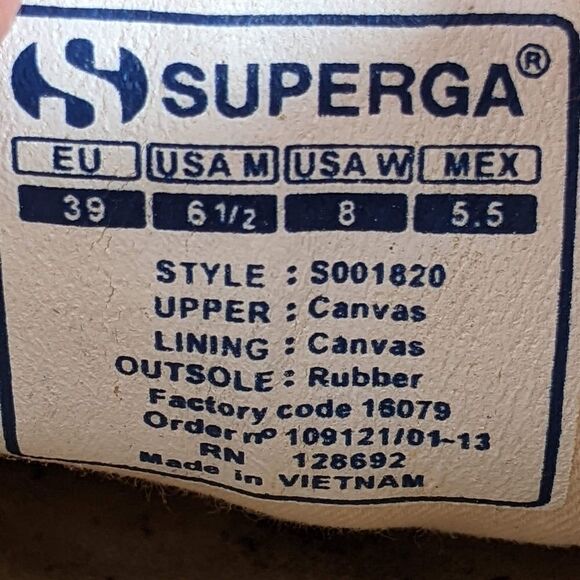 SUPERGA®
EU USA M USA W MEX
39 6 1/2 8 5.5
STYLE : S001820
UPPER : Canvas
LINING : Canvas
OUTSOLE : Rubber
Factory code 16079
Order nº 109121/01-13
RN 128692
Made in VIETNAM